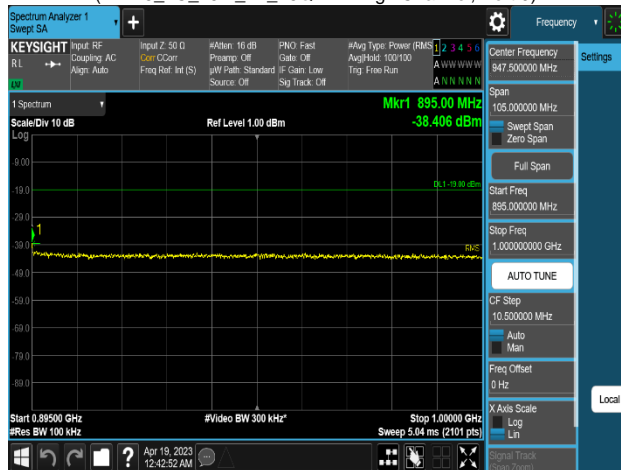 Spectrum Analyzer 1
Swept SA
+
Frequency
KEYSIGHT
RL
Input: RF
Coupling: AC
Align: Auto
Input Z: 50 Ω
Corr CCorr
Freq Ref: Int (S)
#Atten: 16 dB
Preamp: Off
µW Path: Standard
Source: Off
PNO: Fast
Gate: Off
IF Gain: Low
Sig Track: Off
#Avg Type: Power (RMS
Avg|Hold: 100/100
Trig: Free Run
1 2 3 4 5 6
A W W W W W
A N N N N N
1 Spectrum
Scale/Div 10 dB
Ref Level 1.00 dBm
Mkr1 895.00 MHz
-38.406 dBm
Log
-9.00
-19.0
DL1 -19.00 dBm
-29.0
1
-39.0
RMS
-49.0
-59.0
-69.0
-79.0
-89.0
Start 0.89500 GHz
#Video BW 300 kHz*
Stop 1.00000 GHz
#Res BW 100 kHz
Sweep 5.04 ms (2101 pts)
Apr 19, 2023
12:42:52 AM
Center Frequency
947.500000 MHz
Settings
Span
105.000000 MHz
Swept Span
Zero Span
Full Span
Start Freq
895.000000 MHz
Stop Freq
1.000000000 GHz
AUTO TUNE
CF Step
10.500000 MHz
Auto
Man
Freq Offset
0 Hz
Local
X Axis Scale
Log
Lin
Signal Track
(Span Zoom)